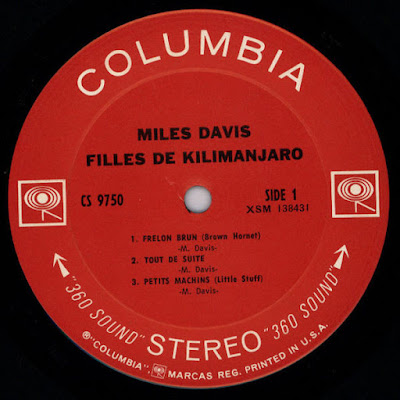 COLUMBIA
MILES DAVIS
FILLES DE KILIMANJARO
CS 9750
SIDE 1
XSM 138431
1. FRELON BRUN (Brown Hornet)
-M. Davis-
2. TOUT DE SUITE
-M. Davis-
3. PETITS MACHINS (Little Stuff)
-M. Davis-
"360 SOUND" STEREO "360 SOUND"
℗"COLUMBIA", MARCAS REG. PRINTED IN U.S.A.